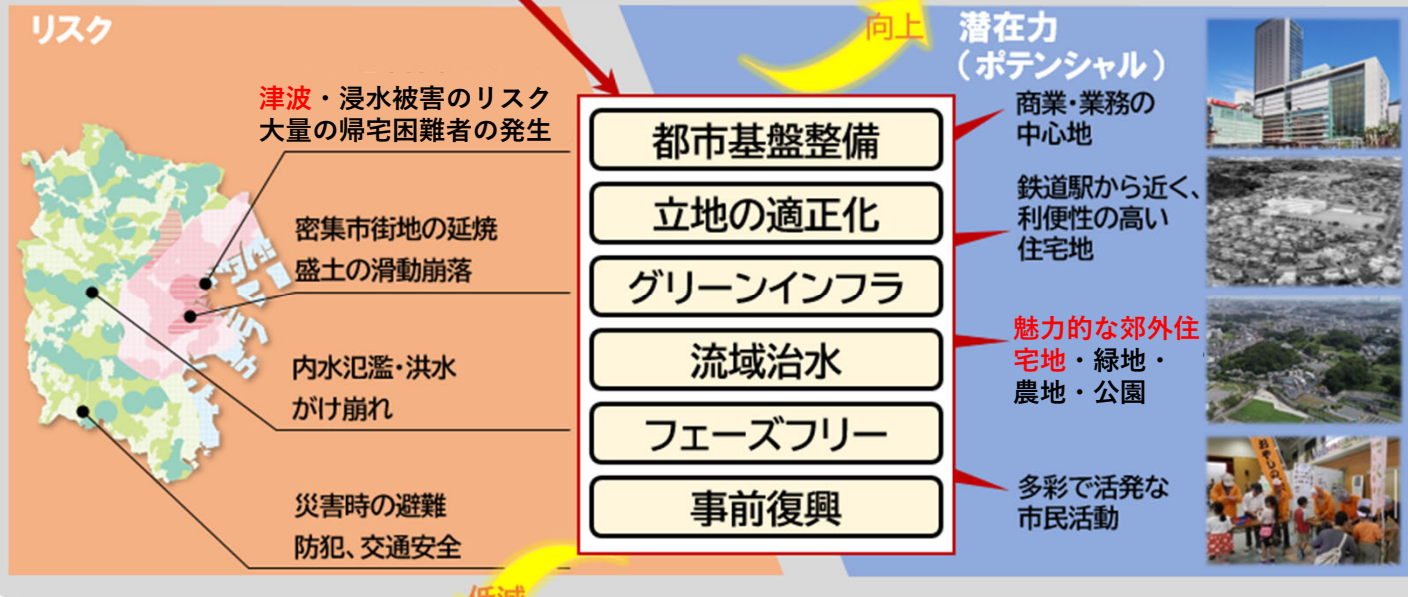 リスク
津波・浸水被害のリスク
大量の帰宅困難者の発生
密集市街地の延焼
盛土の滑動崩落
内水氾濫・洪水
がけ崩れ
災害時の避難
防犯、交通安全
低減
都市基盤整備
立地の適正化
グリーンインフラ
流域治水
フェーズフリー
事前復興
向上
潜在力
（ポテンシャル）
商業・業務の
中心地
鉄道駅から近く、
利便性の高い
住宅地
魅力的な郊外住
宅地・緑地・
農地・公園
多彩で活発な
市民活動